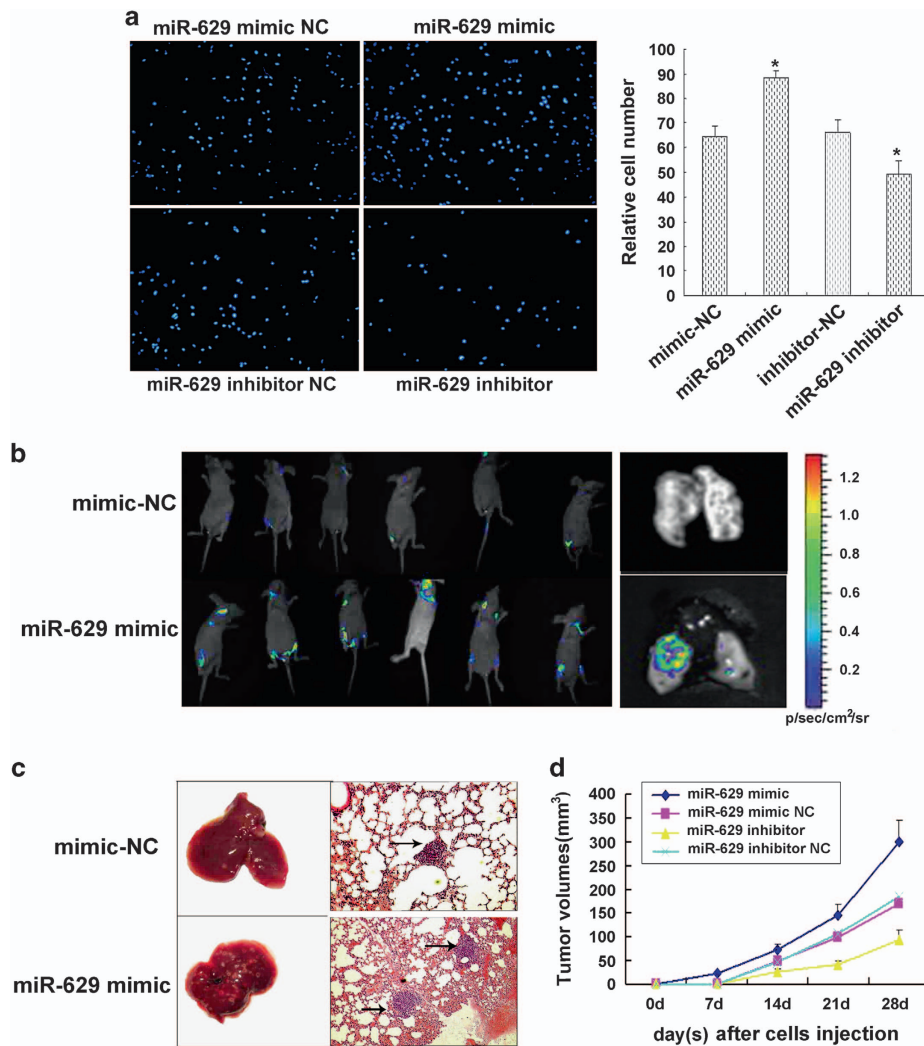 a
miR-629 mimic NC
miR-629 mimic
miR-629 inhibitor NC
miR-629 inhibitor
Relative cell number
100
90
80
70
60
50
40
30
20
10
0
*
*
mimic-NC
miR-629 mimic
inhibitor-NC
miR-629 inhibitor
b
mimic-NC
miR-629 mimic
1.2
1.0
0.8
0.6
0.4
0.2
p/sec/cm²/sr
c
mimic-NC
miR-629 mimic
d
miR-629 mimic
miR-629 mimic NC
miR-629 inhibitor
miR-629 inhibitor NC
Tumor volumes(mm³)
400
350
300
250
200
150
100
50
0
0d 7d 14d 21d 28d
day(s) after cells injection